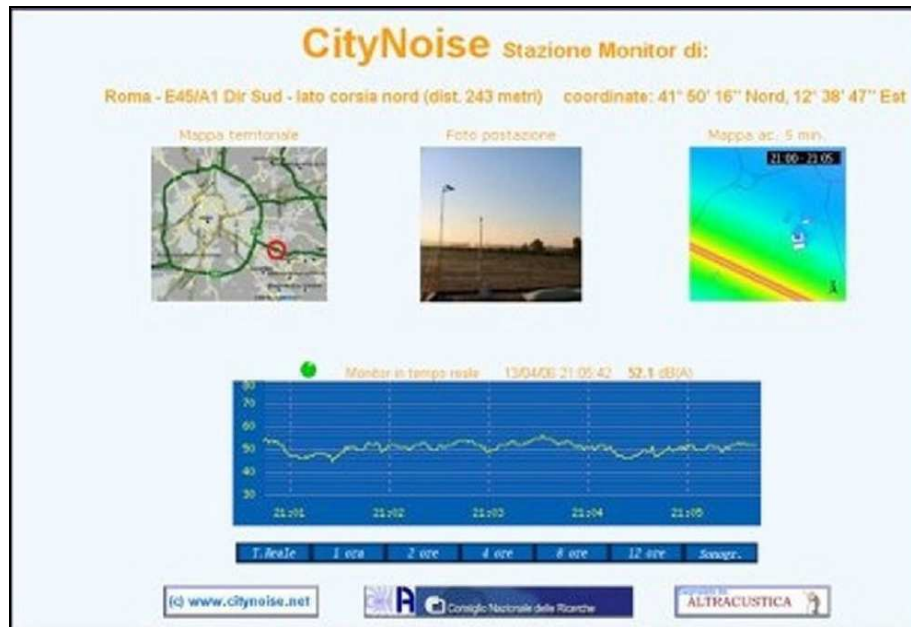 CityNoise Stazione Monitor di:
Roma - E45/A1 Dir Sud - lato corsia nord (dist. 243 metri) coordinate: 41° 50' 16" Nord, 12° 38' 47" Est
Mappa territoriale Foto postazione Mappa ac. 5 min.
21:00 - 21:05
Monitor in tempo reale 13/04/06 21:05:42 52.1 dB(A)
80
70
60
50
40
30
21:01 21:02 21:03 21:04 21:05
T.Reale 1 ora 2 ore 4 ore 8 ore 12 ore Sonogr.
(c) www.citynoise.net
Consiglio Nazionale delle Ricerche
ALTRACUSTICA